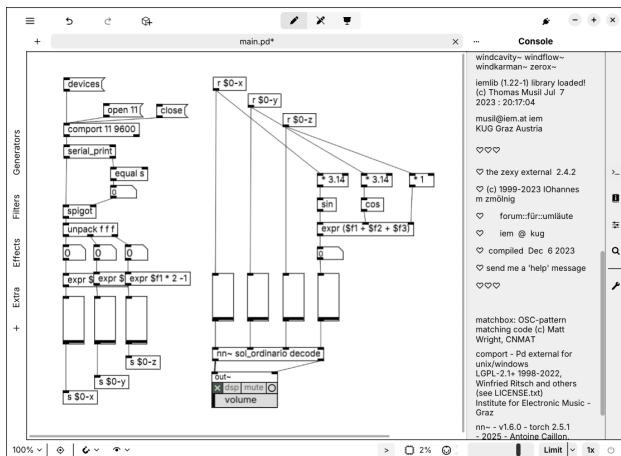 main.pd*
Console
Generators
Filters
Effects
Extra
+
devices
open 11
close
comport 11 9600
serial_print
equal s
0
spigot
unpack f f f
0
0
0
expr $
expr $
expr $f1 * 2 -1
s $0-z
s $0-y
s $0-x
r $0-x
r $0-y
r $0-z
* 3.14
* 3.14
* 1
sin
cos
expr ($f1 + $f2 + $f3)
0
nn~ sol_ordinario decode
out~
dsp
mute
volume
windcavity~ windflow~
windkarman~ zerox~
iemlib (1.22-1) library loaded!
(c) Thomas Musil Jul 7
2023 : 20:17:04
musil@iem.at iem
KUG Graz Austria
♡♡♡
♡ the zexy external 2.4.2
♡ (c) 1999-2023 IOhannes
m zmölnig
♡ forum::für::umläute
♡ iem @ kug
♡ compiled Dec 6 2023
♡ send me a 'help' message
♡♡♡
matchbox: OSC-pattern
matching code (c) Matt
Wright, CNMAT
comport - Pd external for
unix/windows
LGPL-2.1+ 1998-2022,
Winfried Ritsch and others
(see LICENSE.txt)
Institute for Electronic Music -
Graz
nn~ - v1.6.0 - torch 2.5.1
- 2025 - Antoine Caillon.
100%
2%
Limit
1x